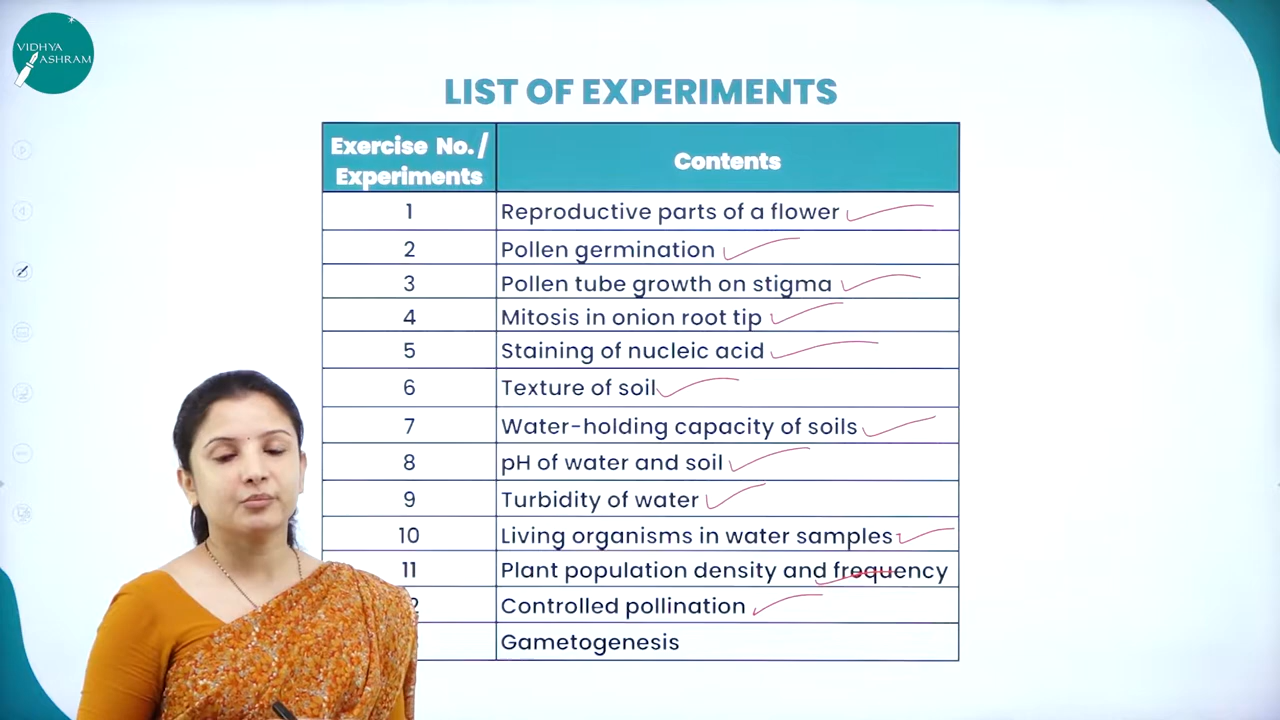 VIDHYA
ASHRAM
LIST OF EXPERIMENTS
Exercise No./
Experiments
Contents
1 Reproductive parts of a flower
2 Pollen germination
3 Pollen tube growth on stigma
4 Mitosis in onion root tip
5 Staining of nucleic acid
6 Texture of soil
7 Water-holding capacity of soils
8 pH of water and soil
9 Turbidity of water
10 Living organisms in water samples
11 Plant population density and frequency
Controlled pollination
Gametogenesis